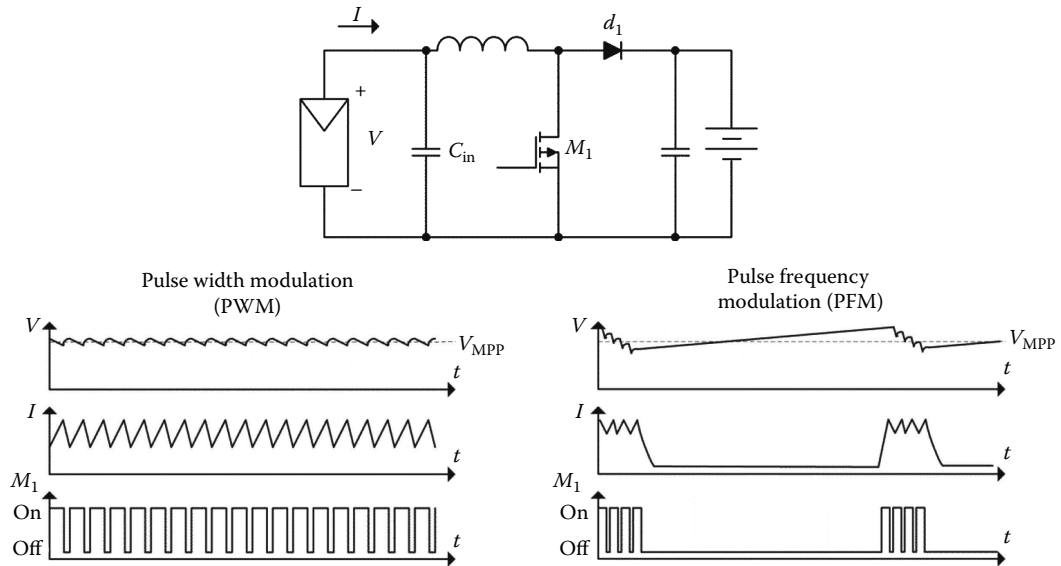 I
d1
+
V
−
Cin
M1
Pulse width modulation
(PWM)
V
VMPP
t
I
t
M1
On
Off
t
Pulse frequency
modulation (PFM)
V
VMPP
t
I
t
M1
On
Off
t